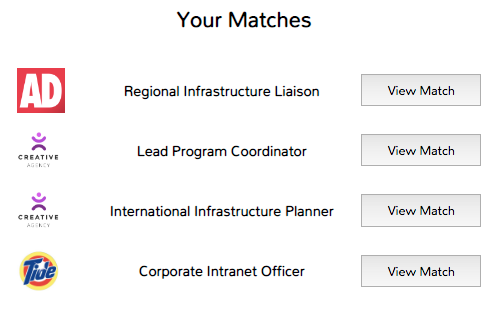 Your Matches
AD
Regional Infrastructure Liaison
View Match
CREATIVE
AGENCY
Lead Program Coordinator
View Match
CREATIVE
AGENCY
International Infrastructure Planner
View Match
Tide
Corporate Intranet Officer
View Match